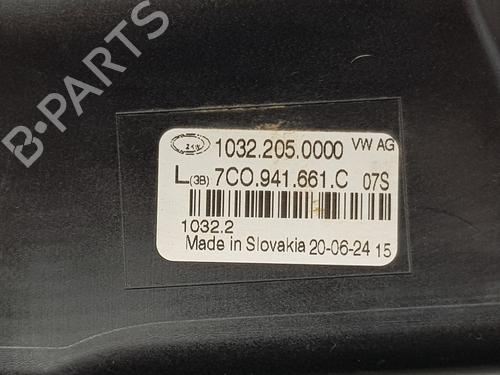 B-PARTS
ZKW 1032.205.0000 VW AG
L(3B) 7C0.941.661.C 07S
1032.2
Made in Slovakia 20-06-24 15